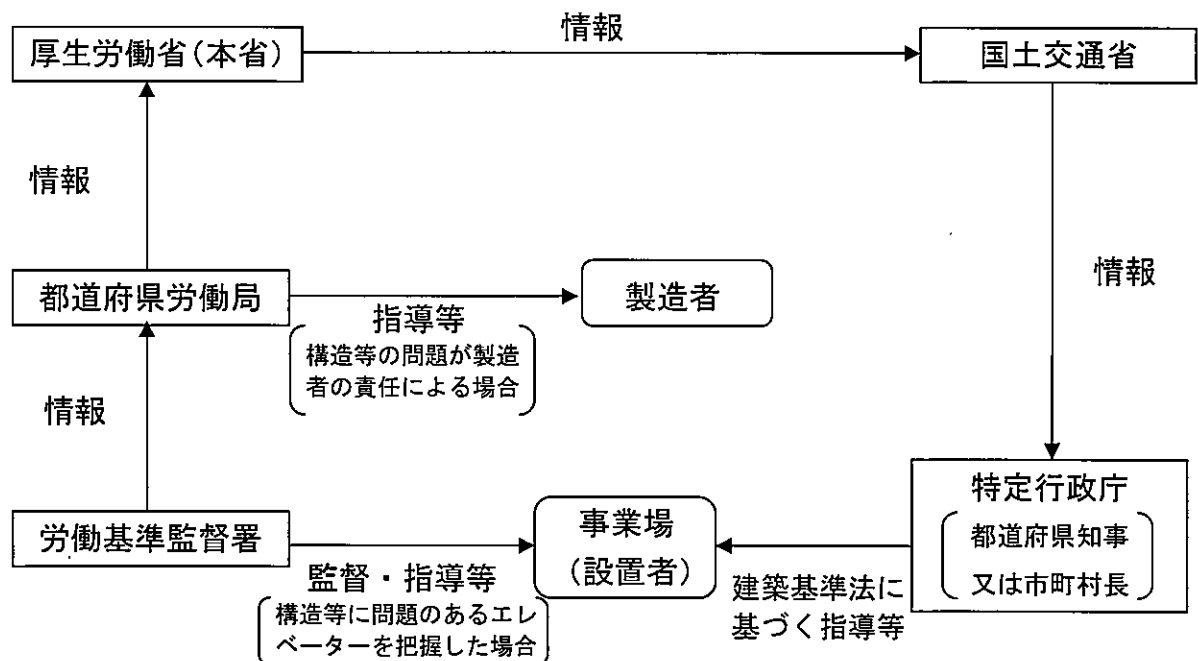 情報
厚生労働省(本省)
国土交通省
情報
情報
都道府県労働局
製造者
指導等
構造等の問題が製造
者の責任による場合
情報
特定行政庁
都道府県知事
又は市町村長
労働基準監督署
事業場
(設置者)
監督・指導等
構造等に問題のあるエレ
ベーターを把握した場合
建築基準法に
基づく指導等